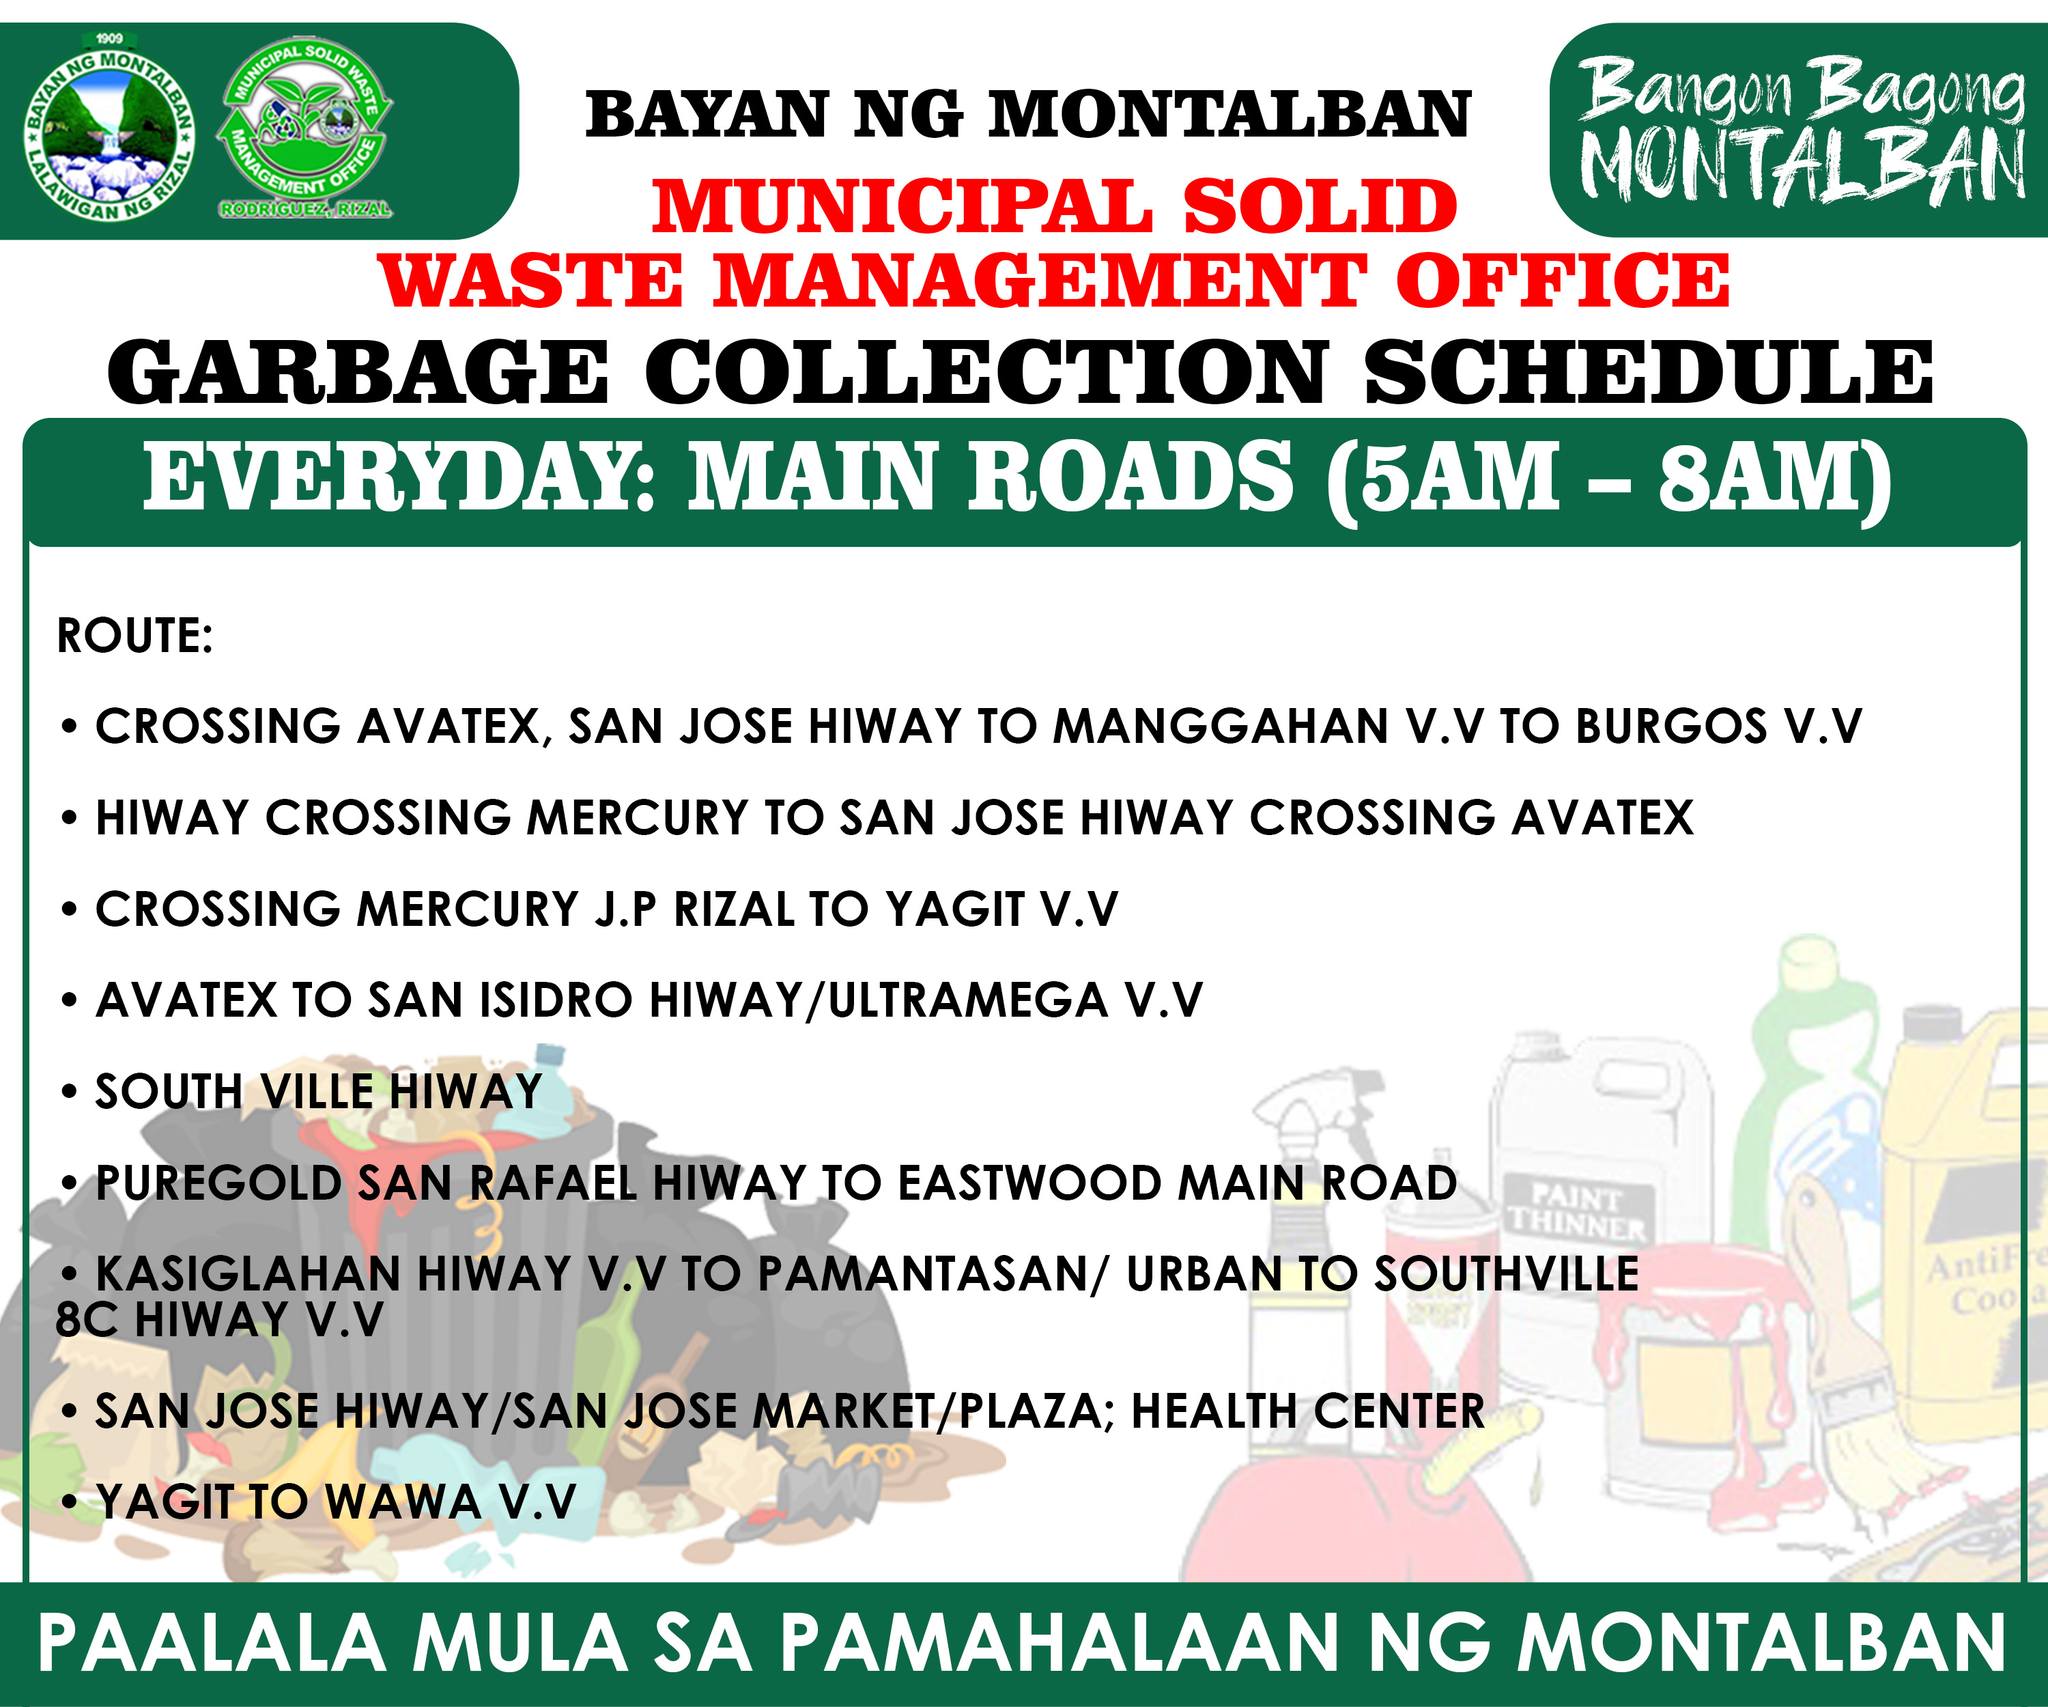 1909
BAYAN NG MONTALBAN
LALAWIGAN NG RIZAL
MUNICIPAL SOLID WASTE
MANAGEMENT OFFICE
RODRIGUEZ, RIZAL
Bangon Bagong
MONTALBAN
BAYAN NG MONTALBAN
MUNICIPAL SOLID
WASTE MANAGEMENT OFFICE
GARBAGE COLLECTION SCHEDULE
EVERYDAY: MAIN ROADS (5AM – 8AM)
ROUTE:
• CROSSING AVATEX, SAN JOSE HIWAY TO MANGGAHAN V.V TO BURGOS V.V
• HIWAY CROSSING MERCURY TO SAN JOSE HIWAY CROSSING AVATEX
• CROSSING MERCURY J.P RIZAL TO YAGIT V.V
• AVATEX TO SAN ISIDRO HIWAY/ULTRAMEGA V.V
• SOUTH VILLE HIWAY
• PUREGOLD SAN RAFAEL HIWAY TO EASTWOOD MAIN ROAD
• KASIGLAHAN HIWAY V.V TO PAMANTASAN/ URBAN TO SOUTHVILLE
8C HIWAY V.V
• SAN JOSE HIWAY/SAN JOSE MARKET/PLAZA; HEALTH CENTER
• YAGIT TO WAWA V.V
PAINT
THINNER
PAALALA MULA SA PAMAHALAAN NG MONTALBAN